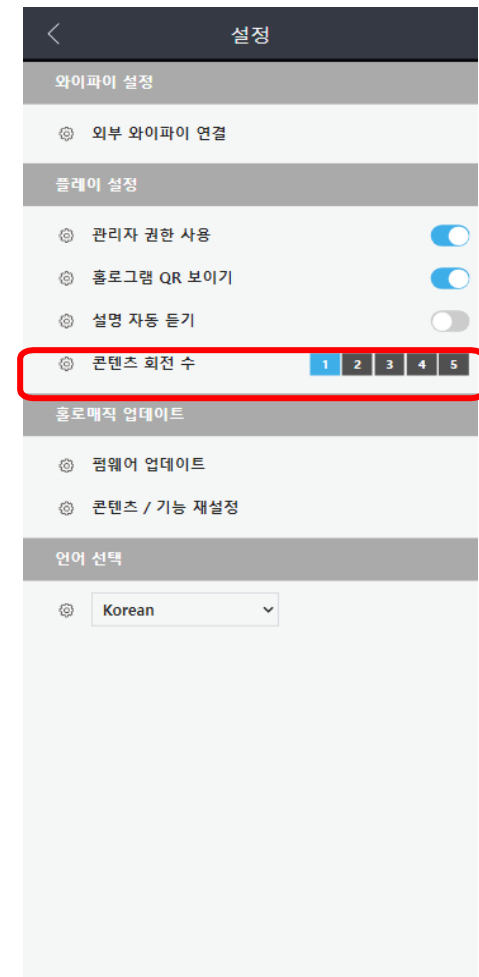 설정
와이파이 설정
외부 와이파이 연결
플레이 설정
관리자 권한 사용
홀로그램 QR 보이기
설명 자동 듣기
콘텐츠 회전 수 1 2 3 4 5
홀로매직 업데이트
펌웨어 업데이트
콘텐츠 / 기능 재설정
언어 선택
Korean